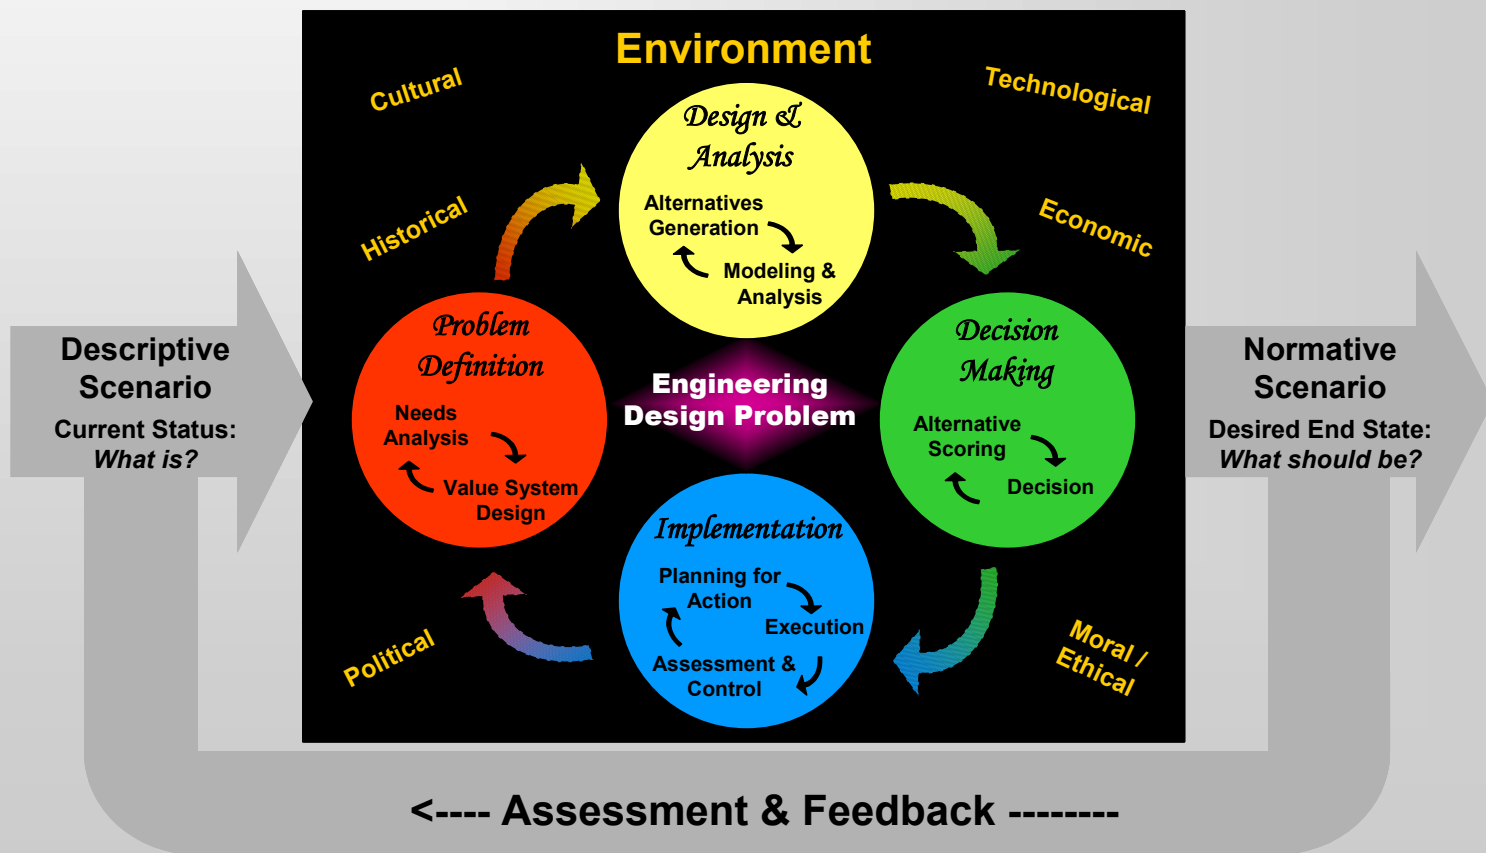 Environment
Cultural
Technological
Historical
Economic
Design &
Analysis
Alternatives
Generation
Modeling &
Analysis
Descriptive
Scenario
Current Status:
What is?
Problem
Definition
Needs
Analysis
Value System
Design
Engineering
Design Problem
Decision
Making
Alternative
Scoring
Decision
Normative
Scenario
Desired End State:
What should be?
Implementation
Planning for
Action
Execution
Assessment &
Control
Political
Moral /
Ethical
<---- Assessment & Feedback --------